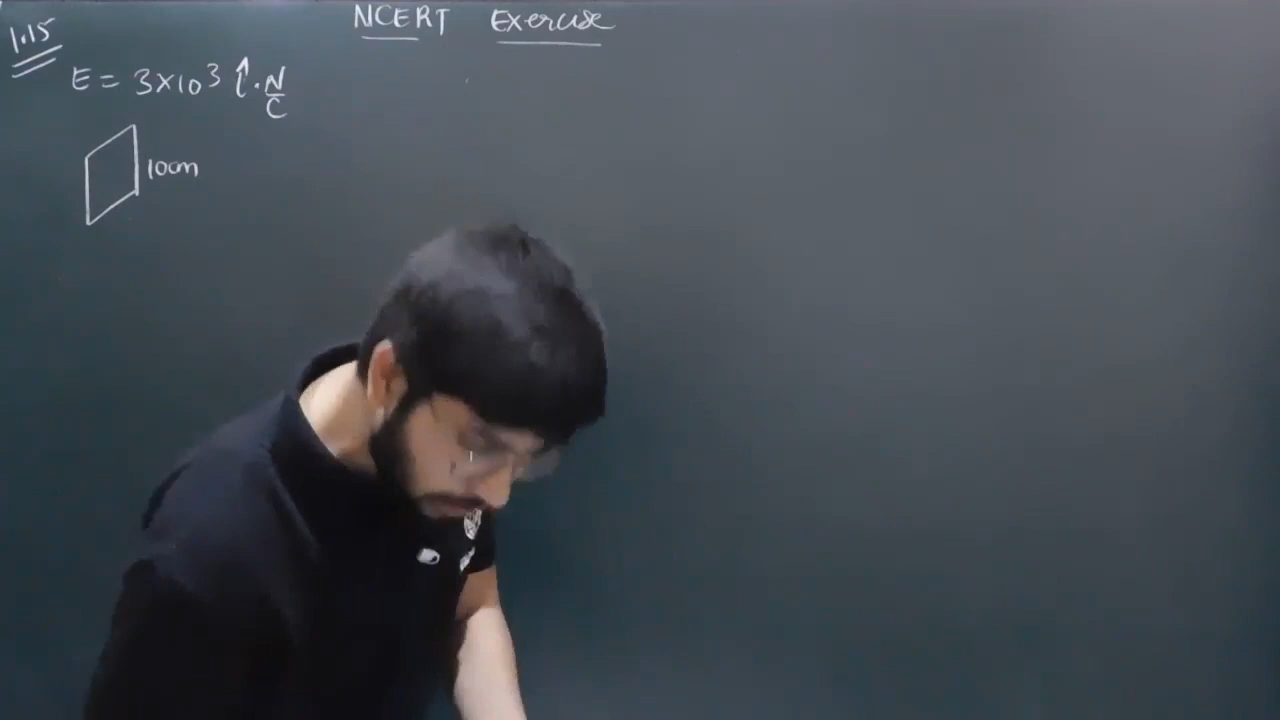 NCERT Exercise
1.15
E = 3×10³ î · N/C
10cm